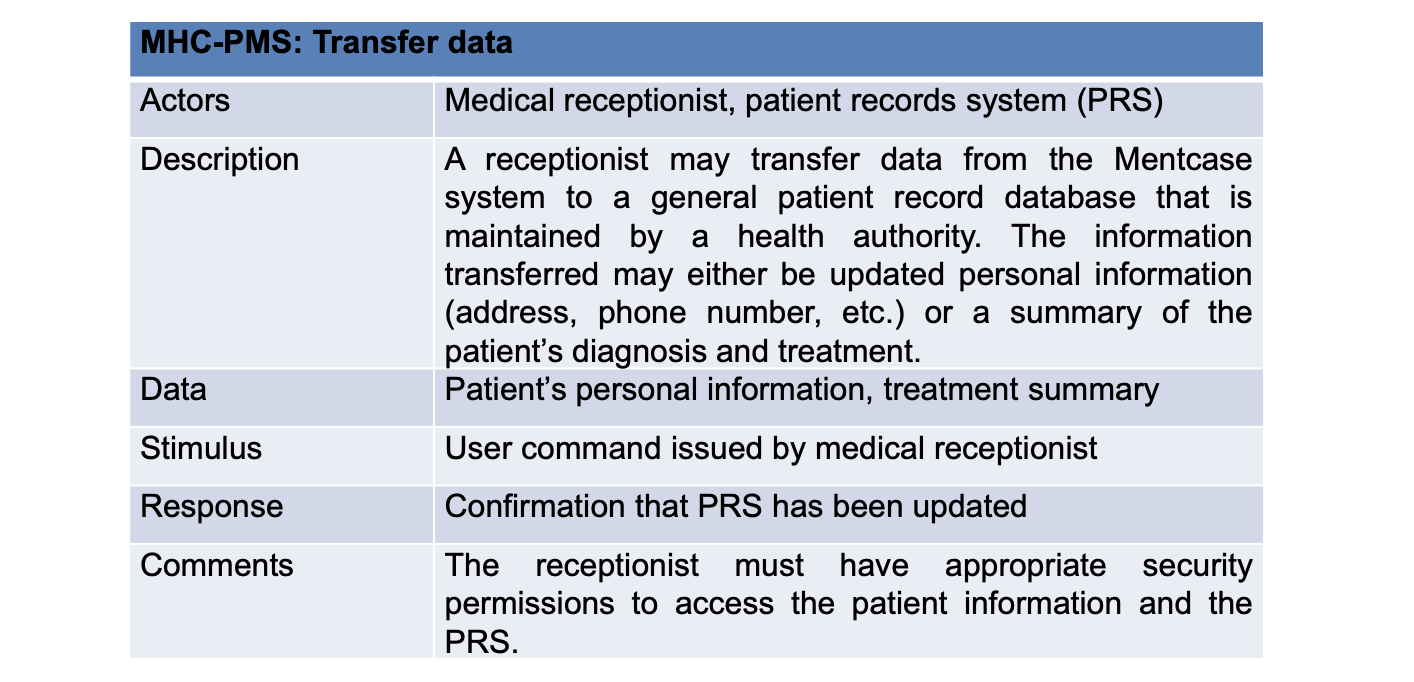 MHC-PMS: Transfer data
Actors
Medical receptionist, patient records system (PRS)
Description
A receptionist may transfer data from the Mentcase
system to a general patient record database that is
maintained by a health authority. The information
transferred may either be updated personal information
(address, phone number, etc.) or a summary of the
patient’s diagnosis and treatment.
Data
Patient’s personal information, treatment summary
Stimulus
User command issued by medical receptionist
Response
Confirmation that PRS has been updated
Comments
The receptionist must have appropriate security
permissions to access the patient information and the
PRS.